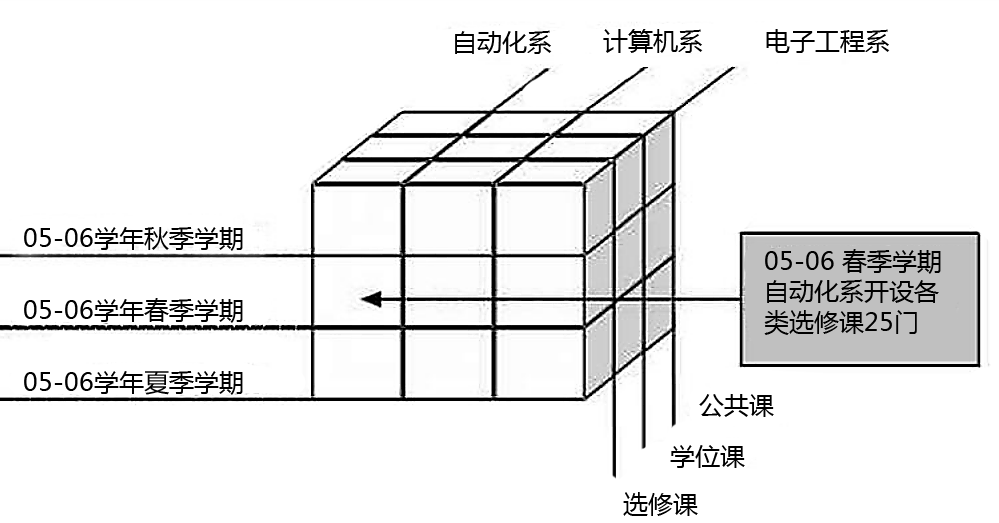 自动化系
计算机系
电子工程系
05-06学年秋季学期
05-06学年春季学期
05-06学年夏季学期
05-06 春季学期
自动化系开设各
类选修课25门
公共课
学位课
选修课